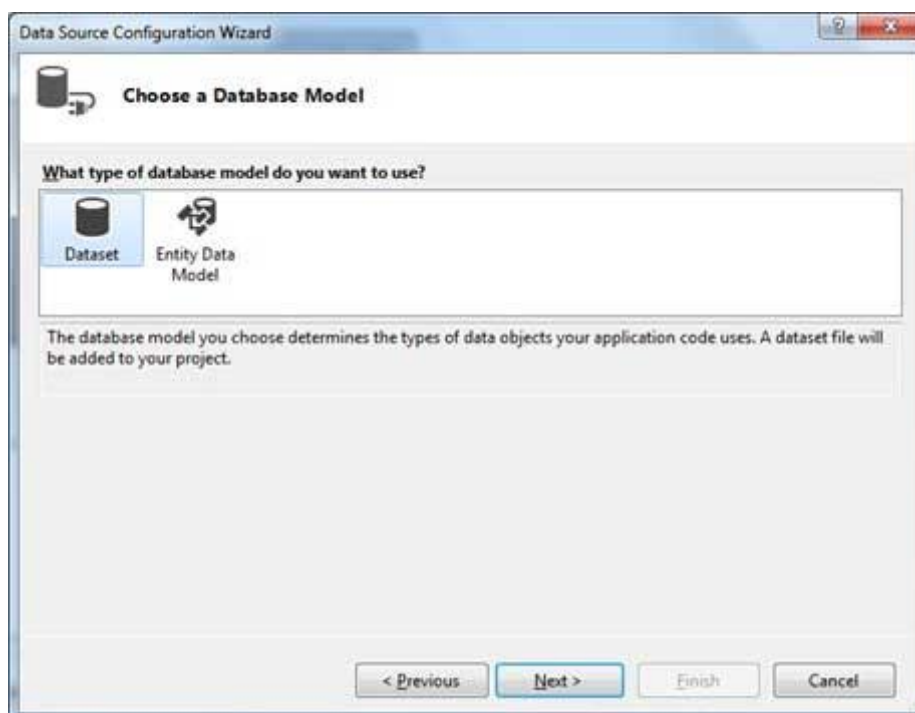 Data Source Configuration Wizard
Choose a Database Model
What type of database model do you want to use?
Dataset
Entity Data
Model
The database model you choose determines the types of data objects your application code uses. A dataset file will
be added to your project.
< Previous
Next >
Finish
Cancel